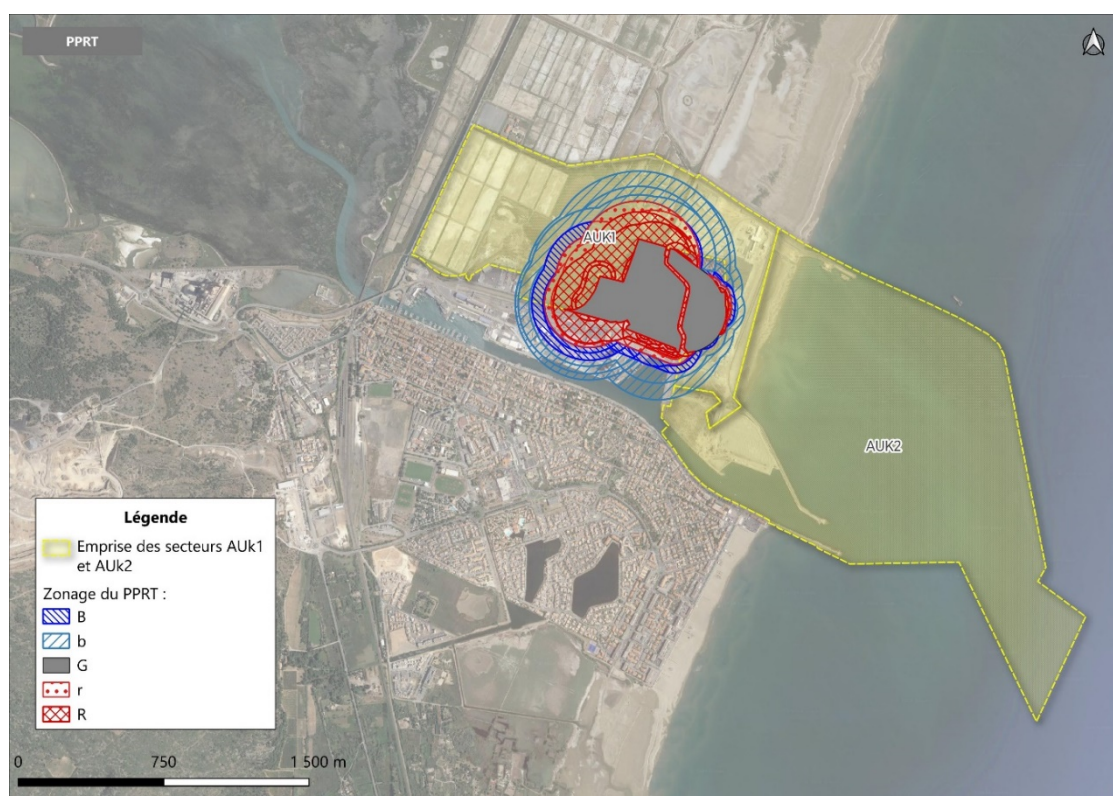 PPRT
AUK1
AUK2
Légende
Emprise des secteurs AUk1
et AUk2
Zonage du PPRT :
B
b
G
r
R
0 750 1 500 m